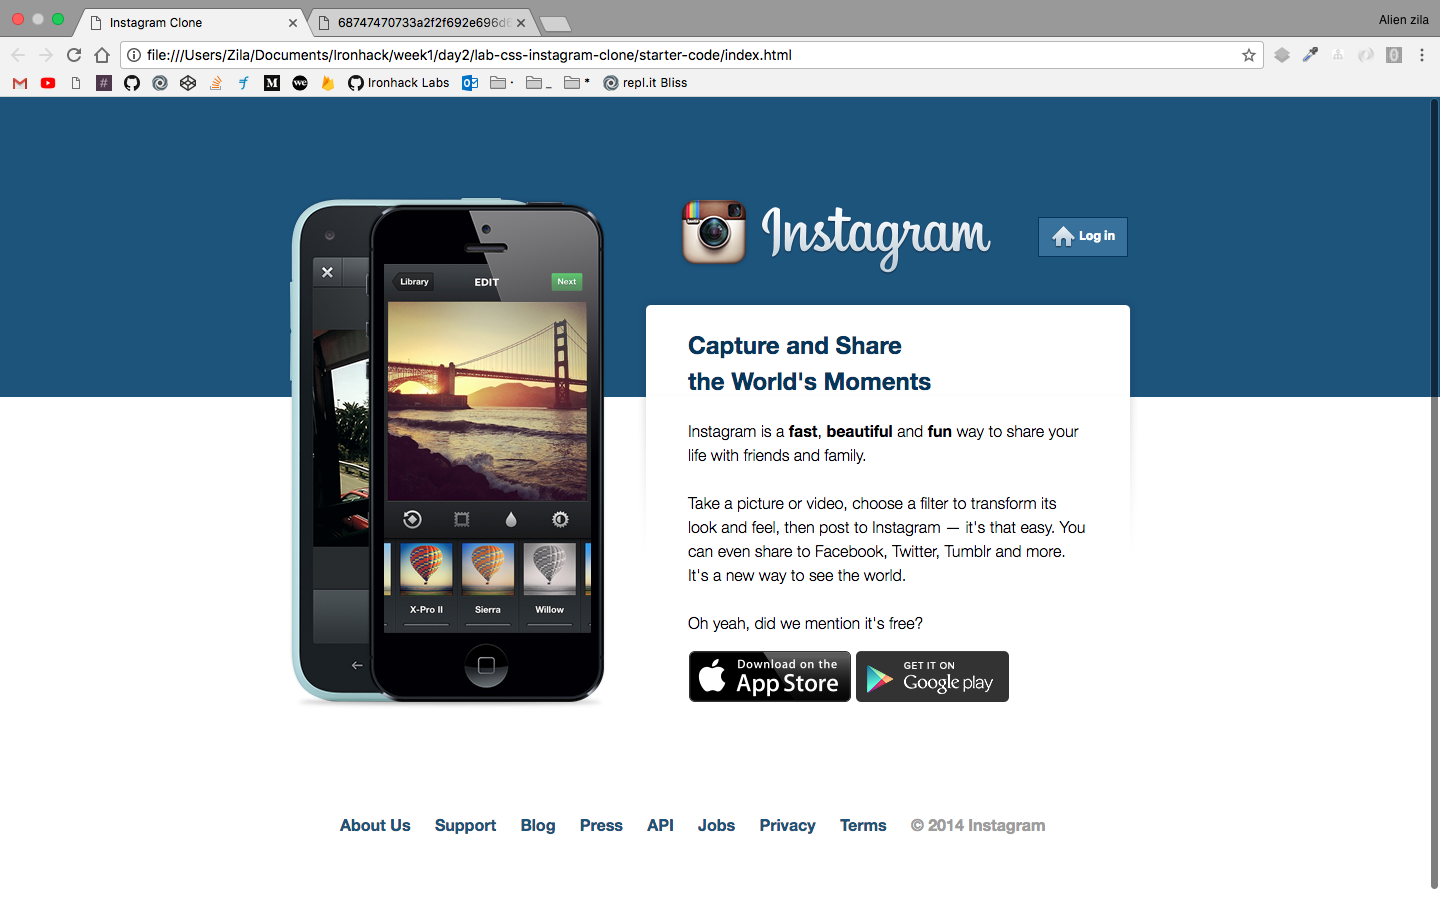 Instagram Clone
68747470733a2f2f692e696d6
Alien zila
file:///Users/Zila/Documents/Ironhack/week1/day2/lab-css-instagram-clone/starter-code/index.html
Ironhack Labs
repl.it Bliss
Instagram
Log in
Library
EDIT
Next
Capture and Share
the World's Moments
Instagram is a fast, beautiful and fun way to share your
life with friends and family.
Take a picture or video, choose a filter to transform its
look and feel, then post to Instagram — it's that easy. You
can even share to Facebook, Twitter, Tumblr and more.
It's a new way to see the world.
Oh yeah, did we mention it's free?
X-Pro II Sierra Willow
Download on the
App Store
GET IT ON
Google play
About Us Support Blog Press API Jobs Privacy Terms © 2014 Instagram